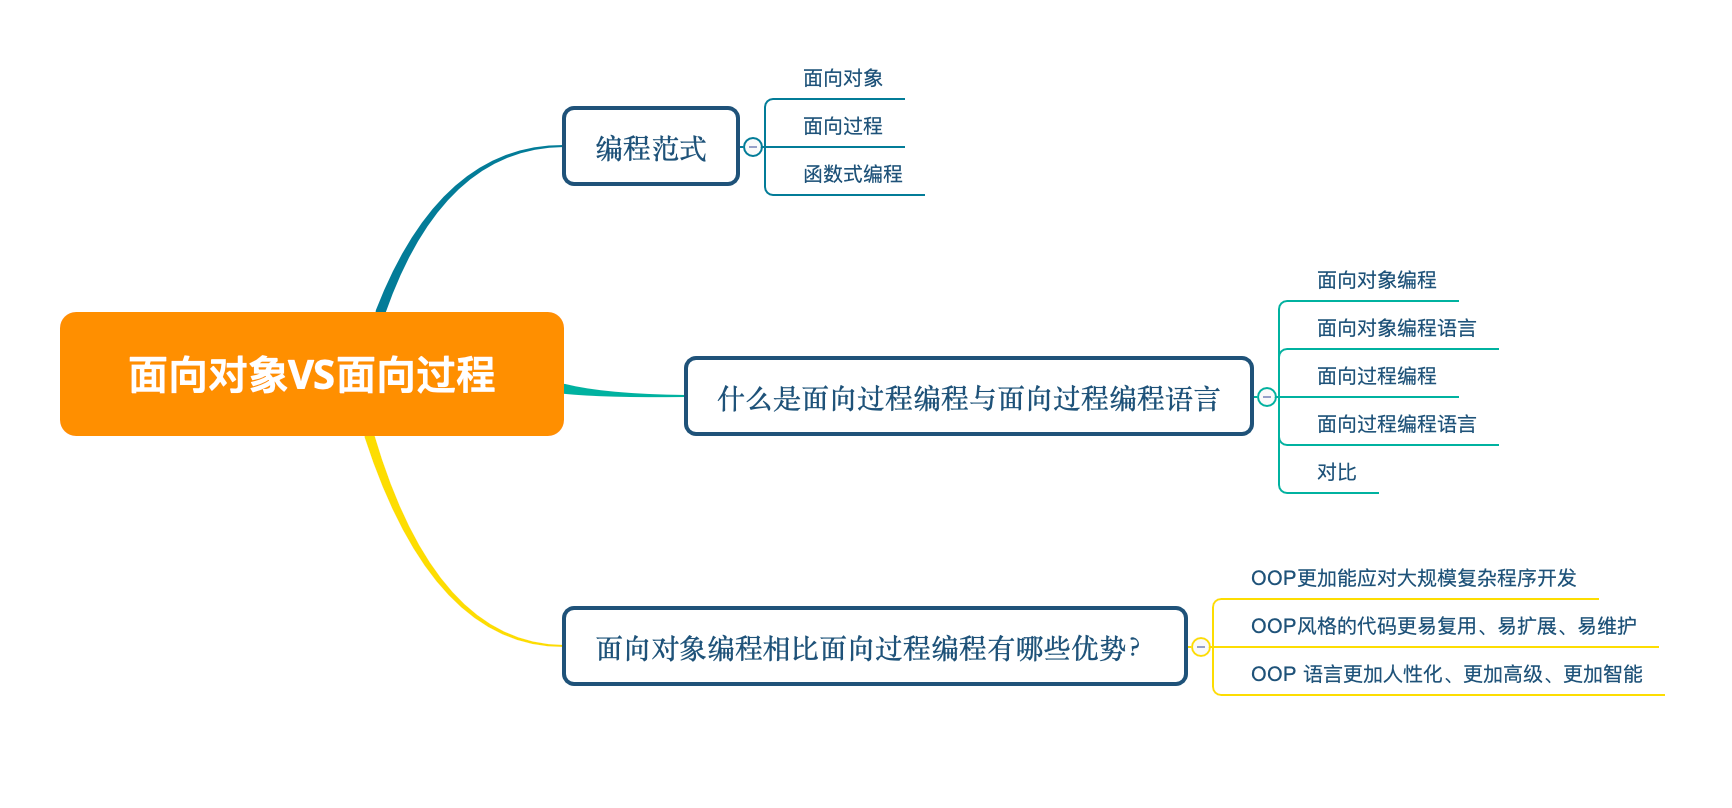 面向对象VS面向过程
编程范式
面向对象
面向过程
函数式编程
什么是面向过程编程与面向过程编程语言
面向对象编程
面向对象编程语言
面向过程编程
面向过程编程语言
对比
面向对象编程相比面向过程编程有哪些优势?
OOP更加能应对大规模复杂程序开发
OOP风格的代码更易复用、易扩展、易维护
OOP 语言更加人性化、更加高级、更加智能